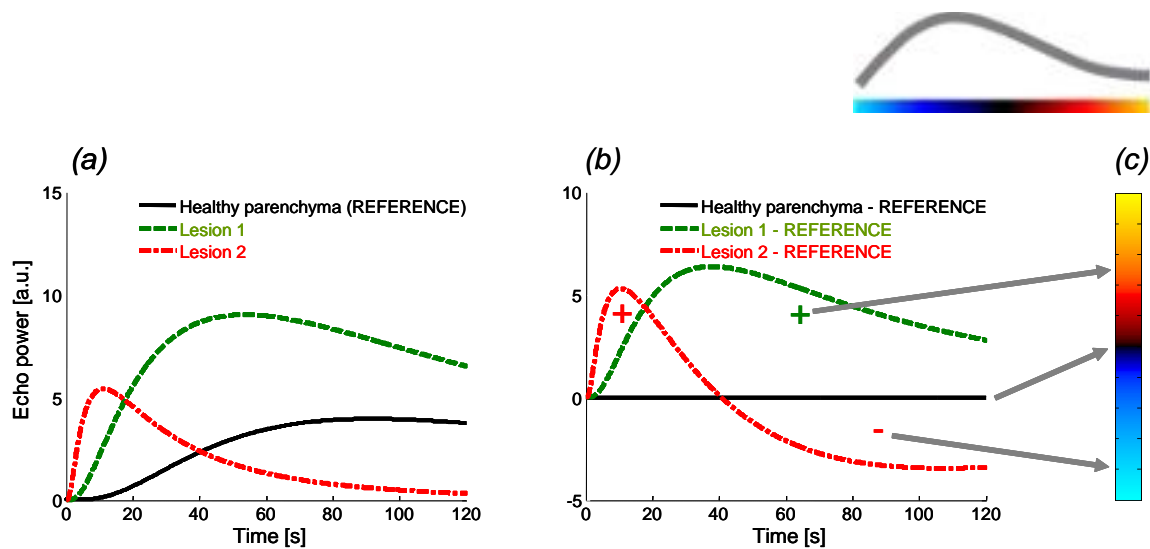 (a)
15
10
5
0
Echo power [a.u.]
Healthy parenchyma (REFERENCE)
Lesion 1
Lesion 2
0 20 40 60 80 100 120
Time [s]
(b)
10
5
0
-5
Healthy parenchyma - REFERENCE
Lesion 1 - REFERENCE
Lesion 2 - REFERENCE
+ +
-
0 20 40 60 80 100 120
Time [s]
(c)